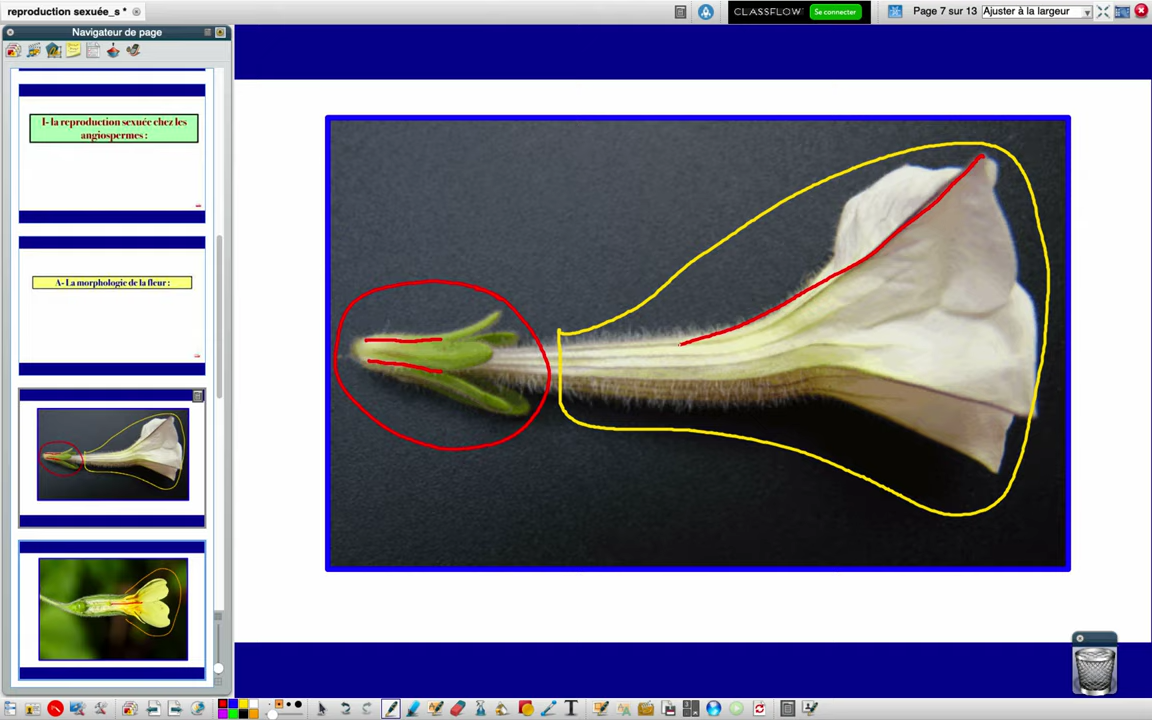 reproduction sexuée_s *
CLASSFLOW
Se connecter
Page 7 sur 13
Ajuster à la largeur
Navigateur de page
I- la reproduction sexuée chez les
angiospermes :
A- La morphologie de la fleur :